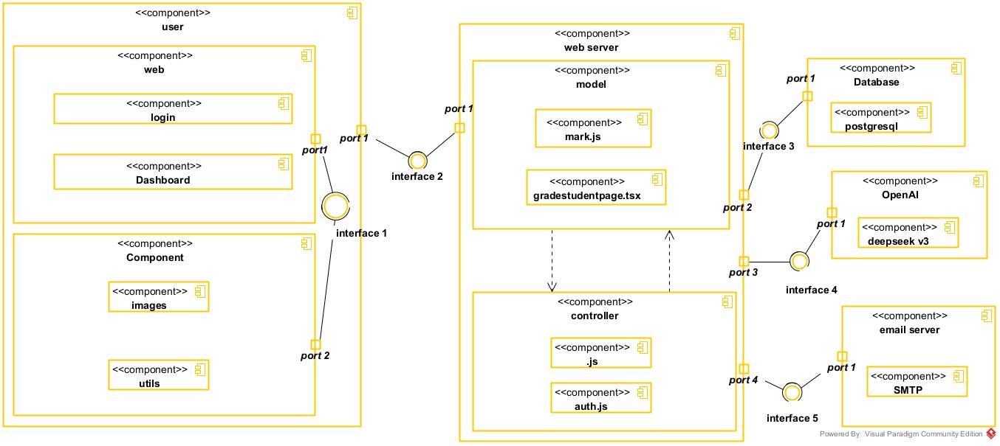 <<component>>
user
<<component>>
web
<<component>>
login
<<component>>
Dashboard
port1
port 1
interface 1
<<component>>
Component
<<component>>
images
<<component>>
utils
port 2
interface 2
port 1
<<component>>
web server
<<component>>
model
<<component>>
mark.js
<<component>>
gradestudentpage.tsx
<<component>>
controller
<<component>>
.js
<<component>>
auth.js
port 2
port 3
port 4
interface 3
port 1
<<component>>
Database
<<component>>
postgresql
interface 4
port 1
<<component>>
OpenAI
<<component>>
deepseek v3
interface 5
port 1
<<component>>
email server
<<component>>
SMTP
Powered By Visual Paradigm Community Edition